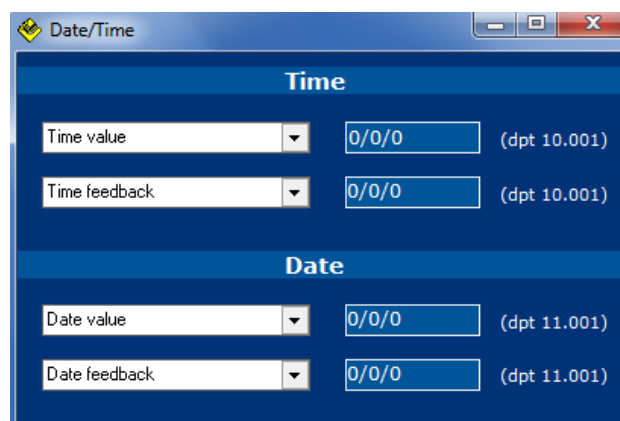 Date/Time
Time
Time value 0/0/0 (dpt 10.001)
Time feedback 0/0/0 (dpt 10.001)
Date
Date value 0/0/0 (dpt 11.001)
Date feedback 0/0/0 (dpt 11.001)